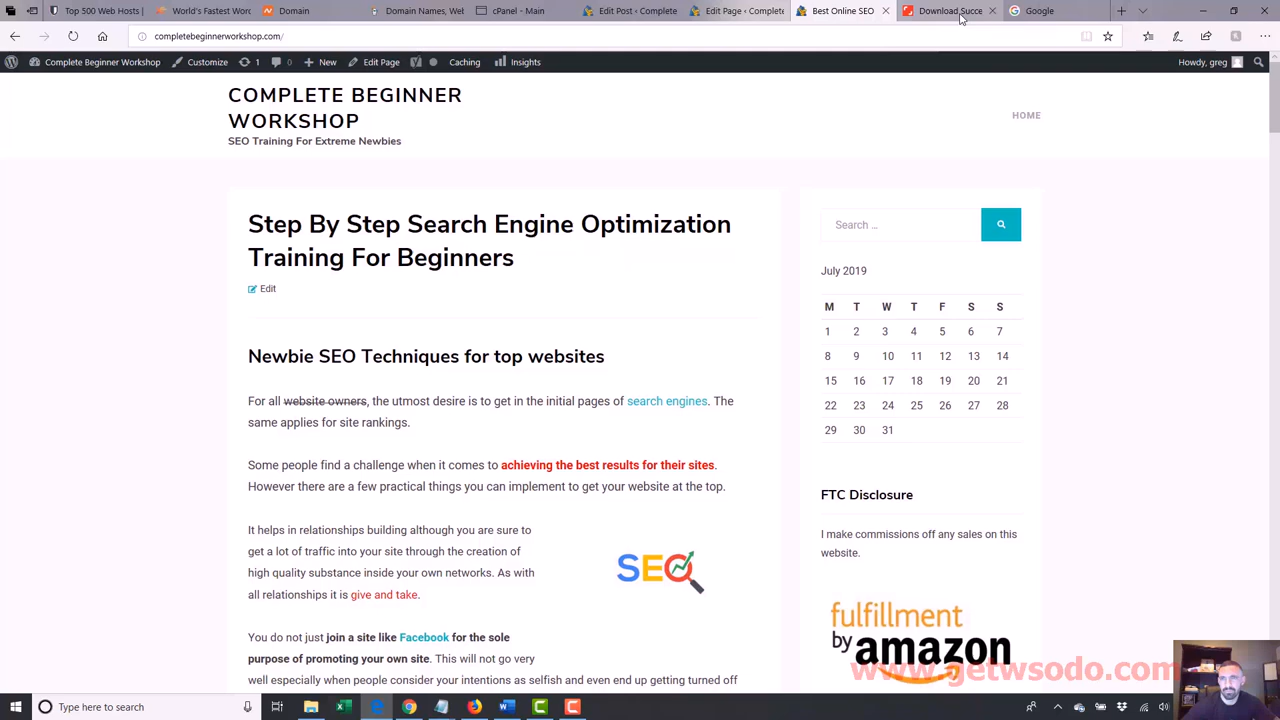 Top 500 Web Hosts |
World's Fastest Word
Domain
Domain Names, Wel
cPanel - Main
Edit Post ‹ Complete
Edit Page ‹ Complete
Best Online SEO
Download Succe
Google
completebeginnerworkshop.com/
Complete Beginner Workshop
Customize
1
0
New
Edit Page
Caching
Insights
Howdy, greg
COMPLETE BEGINNER
WORKSHOP
SEO Training For Extreme Newbies
HOME
Step By Step Search Engine Optimization
Training For Beginners
Edit
Newbie SEO Techniques for top websites
For all website owners, the utmost desire is to get in the initial pages of search engines. The
same applies for site rankings.
Some people find a challenge when it comes to achieving the best results for their sites.
However there are a few practical things you can implement to get your website at the top.
It helps in relationships building although you are sure to
get a lot of traffic into your site through the creation of
high quality substance inside your own networks. As with
all relationships it is give and take.
SEO
You do not just join a site like Facebook for the sole
purpose of promoting your own site. This will not go very
well especially when people consider your intentions as selfish and even end up getting turned off
Search …
July 2019
M T W T F S S
1 2 3 4 5 6 7
8 9 10 11 12 13 14
15 16 17 18 19 20 21
22 23 24 25 26 27 28
29 30 31
FTC Disclosure
I make commissions off any sales on this
website.
fulfillment
by amazon
www.getwsodo.com
Type here to search